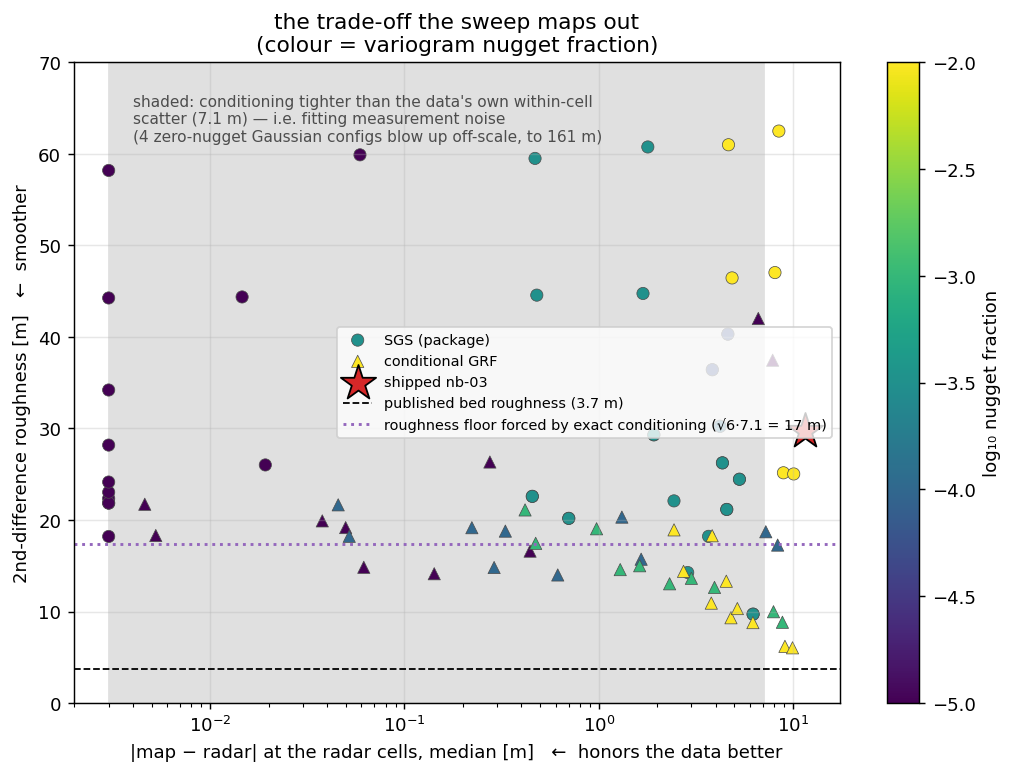 the trade-off the sweep maps out
(colour = variogram nugget fraction)
shaded: conditioning tighter than the data's own within-cell
scatter (7.1 m) — i.e. fitting measurement noise
(4 zero-nugget Gaussian configs blow up off-scale, to 161 m)
SGS (package)
conditional GRF
shipped nb-03
published bed roughness (3.7 m)
roughness floor forced by exact conditioning (√6·7.1 = 17 m)
2nd-difference roughness [m]   ←  smoother
70
60
50
40
30
20
10
0
10⁻²
10⁻¹
10⁰
10¹
|map − radar| at the radar cells, median [m]   ←  honors the data better
−2.0
−2.5
−3.0
−3.5
−4.0
−4.5
−5.0
log₁₀ nugget fraction